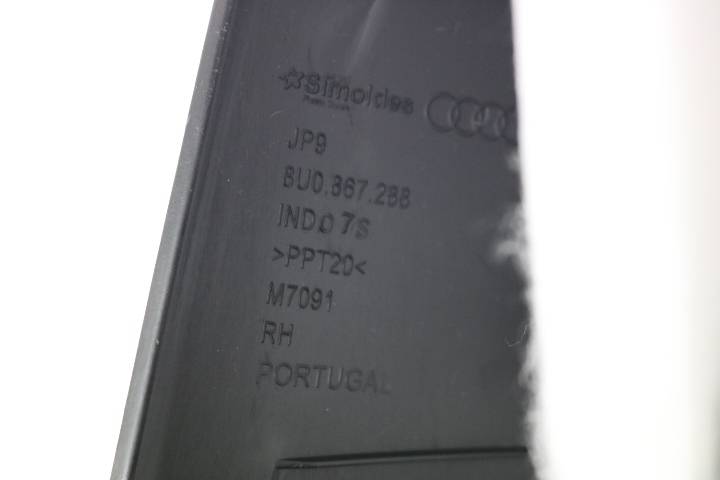 Simoldes
JP9
8U0.867.288
IND07S
>PPT20<
M7091
RH
PORTUGAL